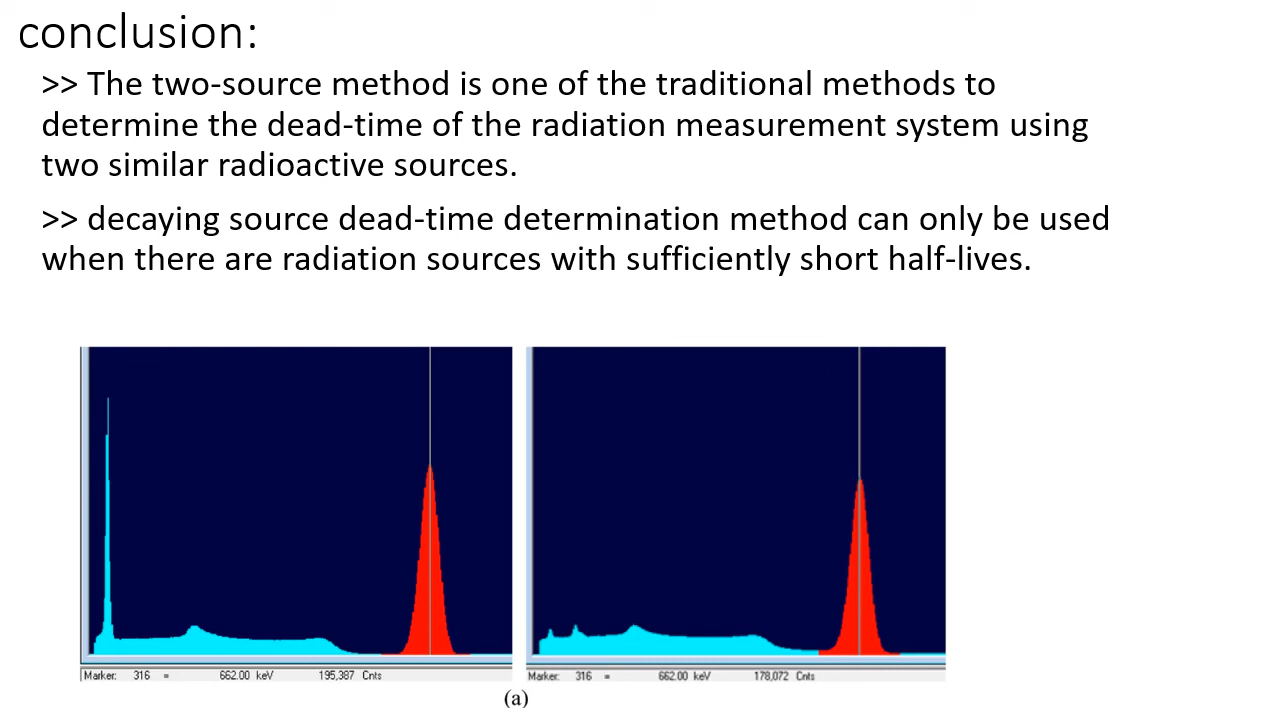 conclusion:
>> The two-source method is one of the traditional methods to
determine the dead-time of the radiation measurement system using
two similar radioactive sources.
>> decaying source dead-time determination method can only be used
when there are radiation sources with sufficiently short half-lives.
Marker: 316 = 662.00 keV 195,387 Cnts
Marker: 316 = 662.00 keV 178,072 Cnts
(a)